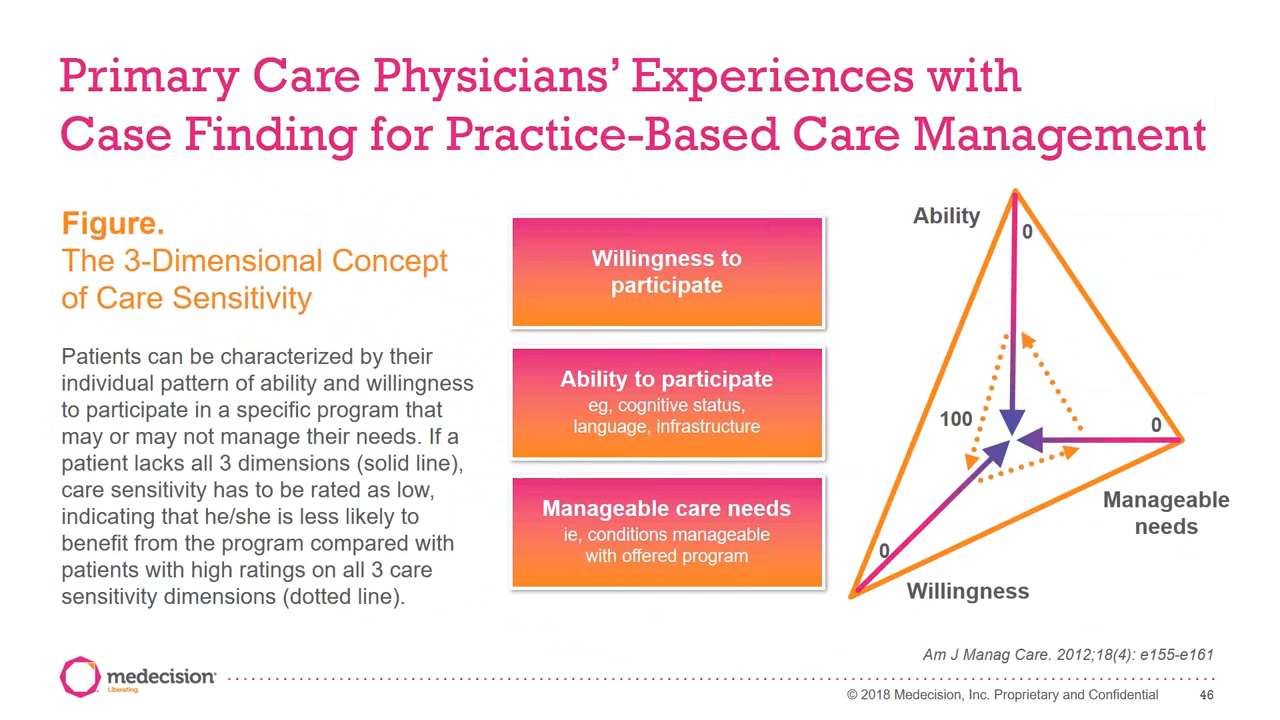 Primary Care Physicians’ Experiences with
Case Finding for Practice-Based Care Management
Figure.
The 3-Dimensional Concept
of Care Sensitivity
Patients can be characterized by their
individual pattern of ability and willingness
to participate in a specific program that
may or may not manage their needs. If a
patient lacks all 3 dimensions (solid line),
care sensitivity has to be rated as low,
indicating that he/she is less likely to
benefit from the program compared with
patients with high ratings on all 3 care
sensitivity dimensions (dotted line).
Willingness to
participate
Ability to participate
eg, cognitive status,
language, infrastructure
Manageable care needs
ie, conditions manageable
with offered program
Ability
0
100
0
Manageable
needs
0
Willingness
Am J Manag Care. 2012;18(4): e155-e161
medecision
Liberating.
© 2018 Medecision, Inc. Proprietary and Confidential
46